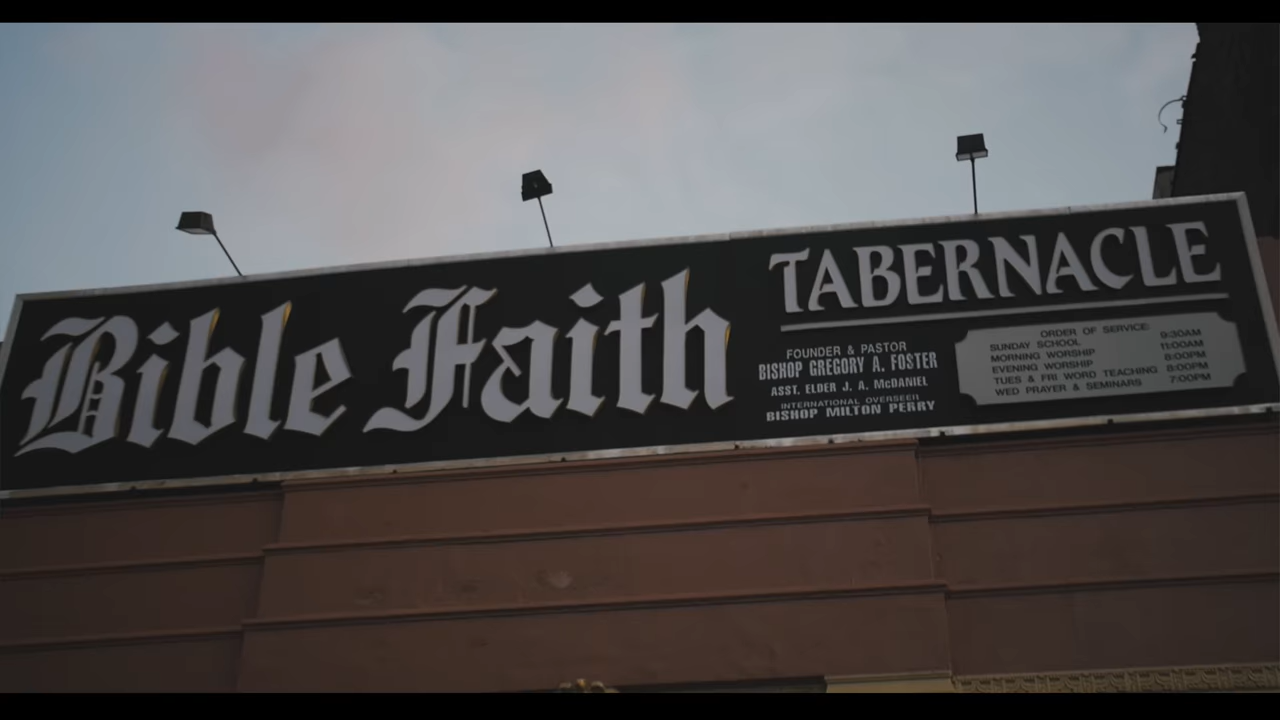 Bible Faith
TABERNACLE
FOUNDER & PASTOR
BISHOP GREGORY A. FOSTER
ASST. ELDER J. A. McDANIEL
INTERNATIONAL OVERSEER
BISHOP MILTON PERRY
ORDER OF SERVICE:
SUNDAY SCHOOL 9:30AM
MORNING WORSHIP 11:00AM
EVENING WORSHIP 8:00PM
TUES & FRI WORD TEACHING 8:00PM
WED PRAYER & SEMINARS 7:00PM